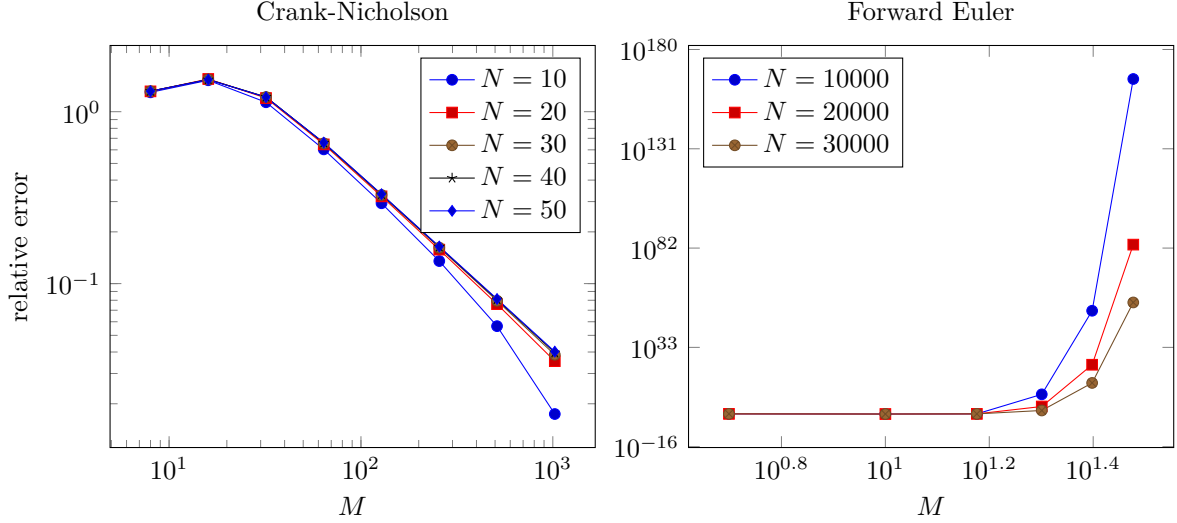 Crank-Nicholson
relative error
10^0
10^{-1}
N = 10
N = 20
N = 30
N = 40
N = 50
10^1
10^2
10^3
M
Forward Euler
10^{180}
10^{131}
10^{82}
10^{33}
10^{-16}
N = 10000
N = 20000
N = 30000
10^{0.8}
10^1
10^{1.2}
10^{1.4}
M